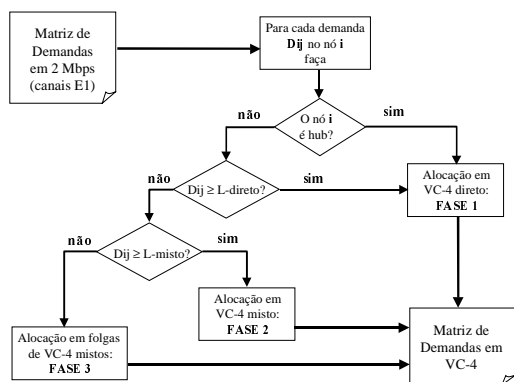 Matriz de
Demandas
em 2 Mbps
(canais E1)
Para cada demanda
Dij no nó i
faça
não
O nó i
é hub?
sim
não
Dij ≥ L-direto?
sim
Alocação em
VC-4 direto:
FASE 1
não
Dij ≥ L-misto?
sim
Alocação em
VC-4 misto:
FASE 2
Alocação em folgas
de VC-4 mistos:
FASE 3
Matriz de
Demandas em
VC-4